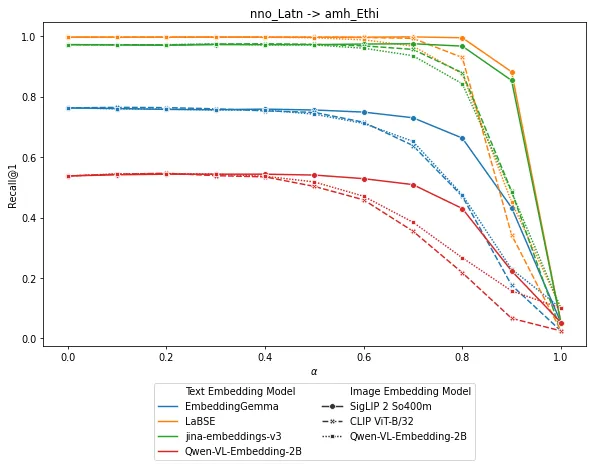 nno_Latn -> amh_Ethi
Recall@1
1.0
0.8
0.6
0.4
0.2
0.0
0.0 0.2 0.4 0.6 0.8 1.0
α
Text Embedding Model
EmbeddingGemma
LaBSE
jina-embeddings-v3
Qwen-VL-Embedding-2B
Image Embedding Model
SigLIP 2 So400m
CLIP ViT-B/32
Qwen-VL-Embedding-2B